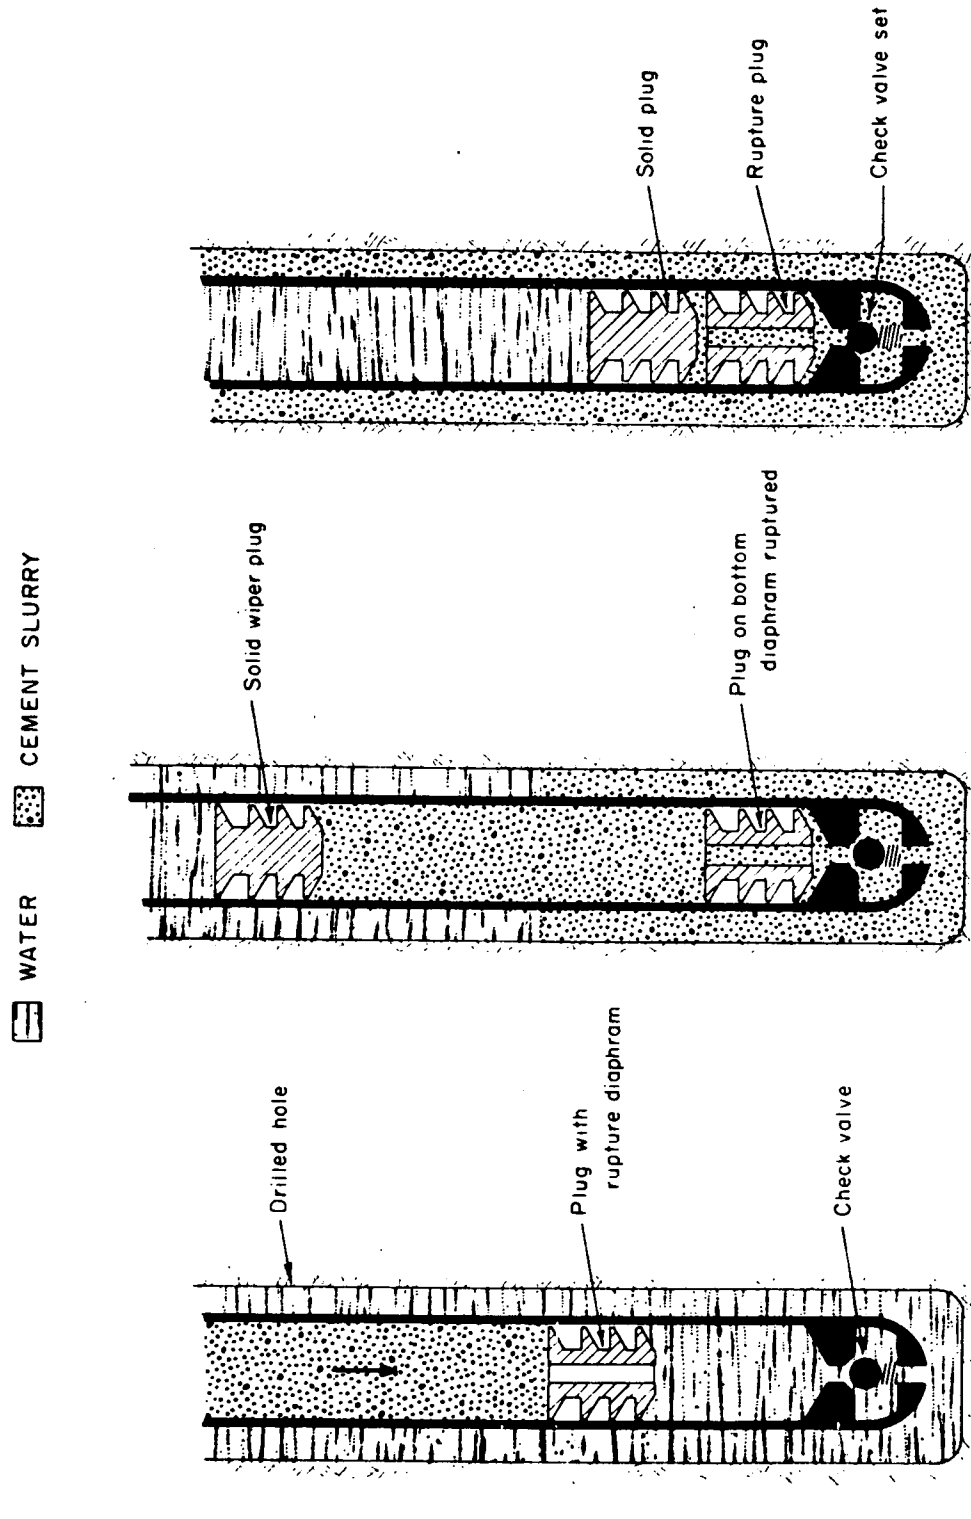 WATER
CEMENT SLURRY
Drilled hole
Plug with
rupture diaphram
Check valve
Solid wiper plug
Plug on bottom
diaphram ruptured
Solid plug
Rupture plug
Check valve set